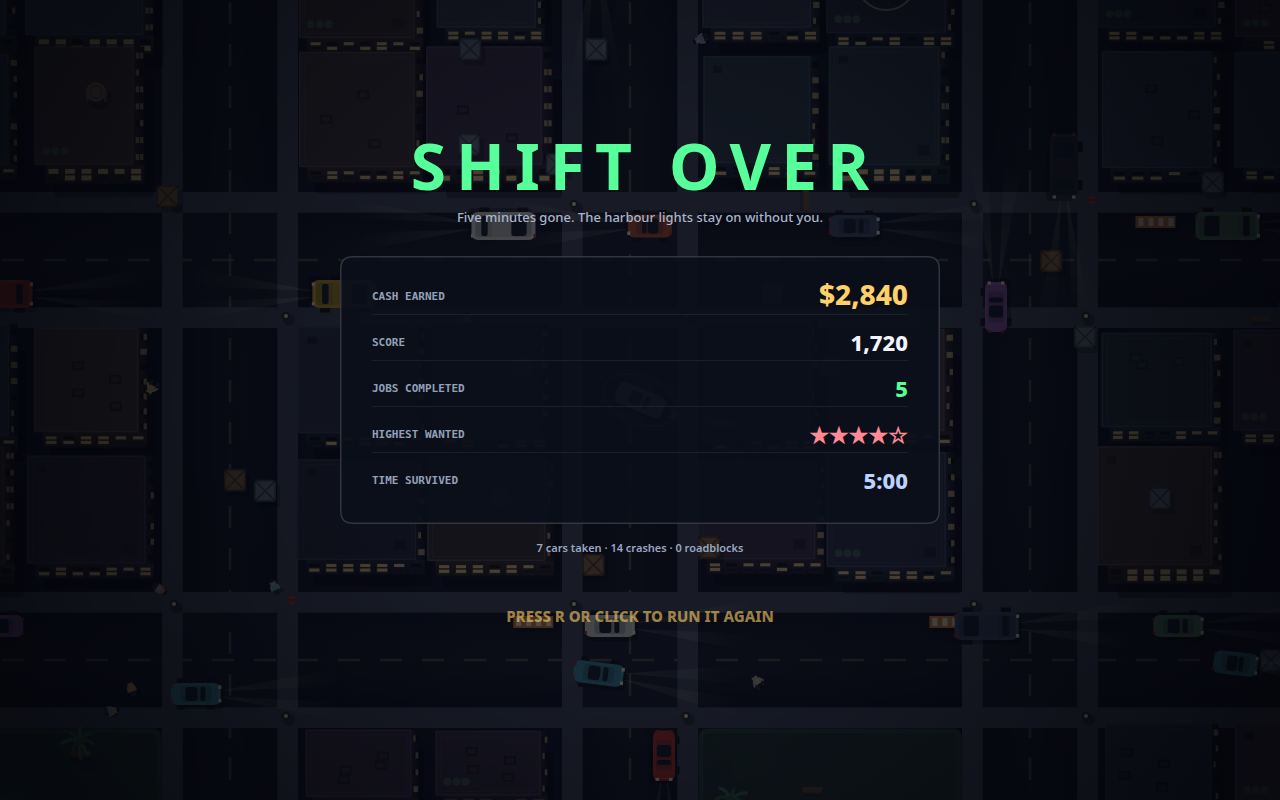 SHIFT OVER
Five minutes gone. The harbour lights stay on without you.
CASH EARNED $2,840
SCORE 1,720
JOBS COMPLETED 5
HIGHEST WANTED ★★★★☆
TIME SURVIVED 5:00
7 cars taken · 14 crashes · 0 roadblocks
PRESS R OR CLICK TO RUN IT AGAIN